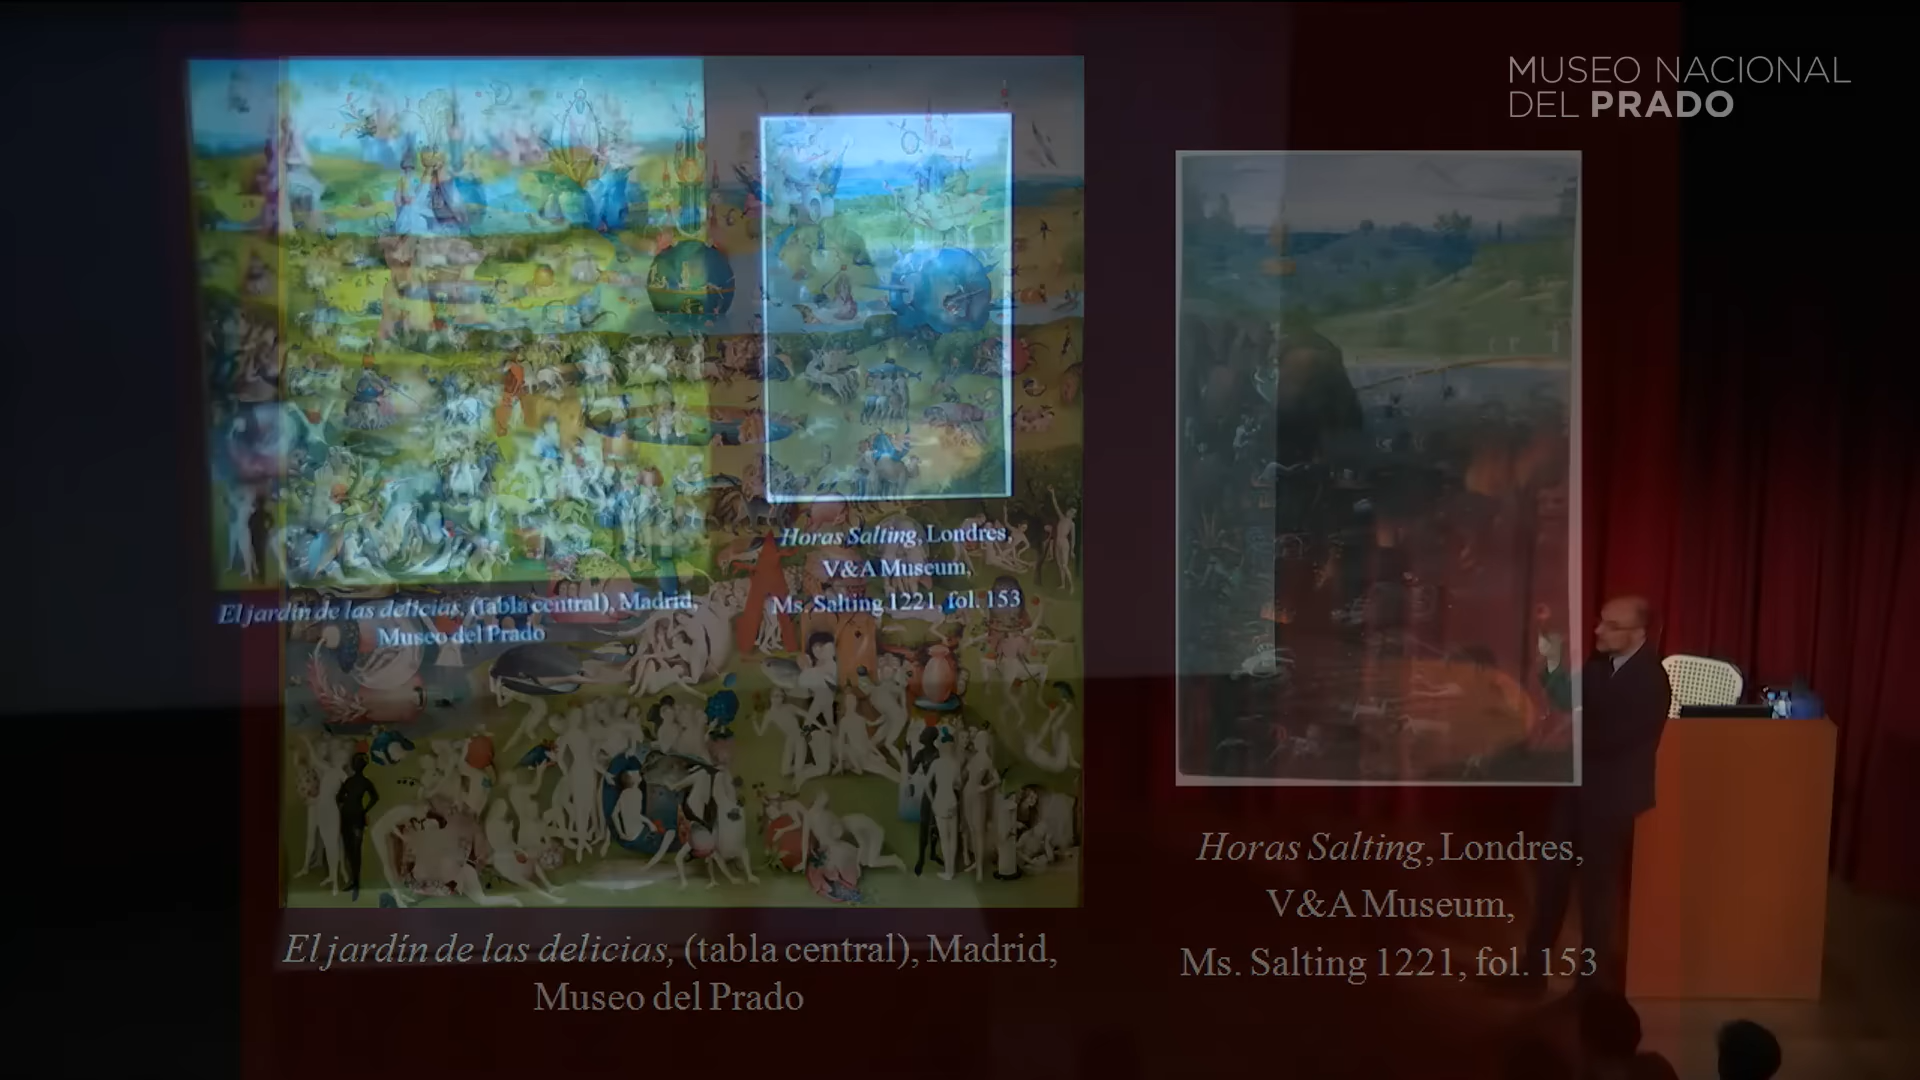 MUSEO NACIONAL
DEL PRADO
Horas Salting, Londres,
V&A Museum,
Ms. Salting 1221, fol. 153
El jardín de las delicias, (tabla central), Madrid,
Museo del Prado
El jardín de las delicias, (tabla central), Madrid,
Museo del Prado
Horas Salting, Londres,
V&A Museum,
Ms. Salting 1221, fol. 153